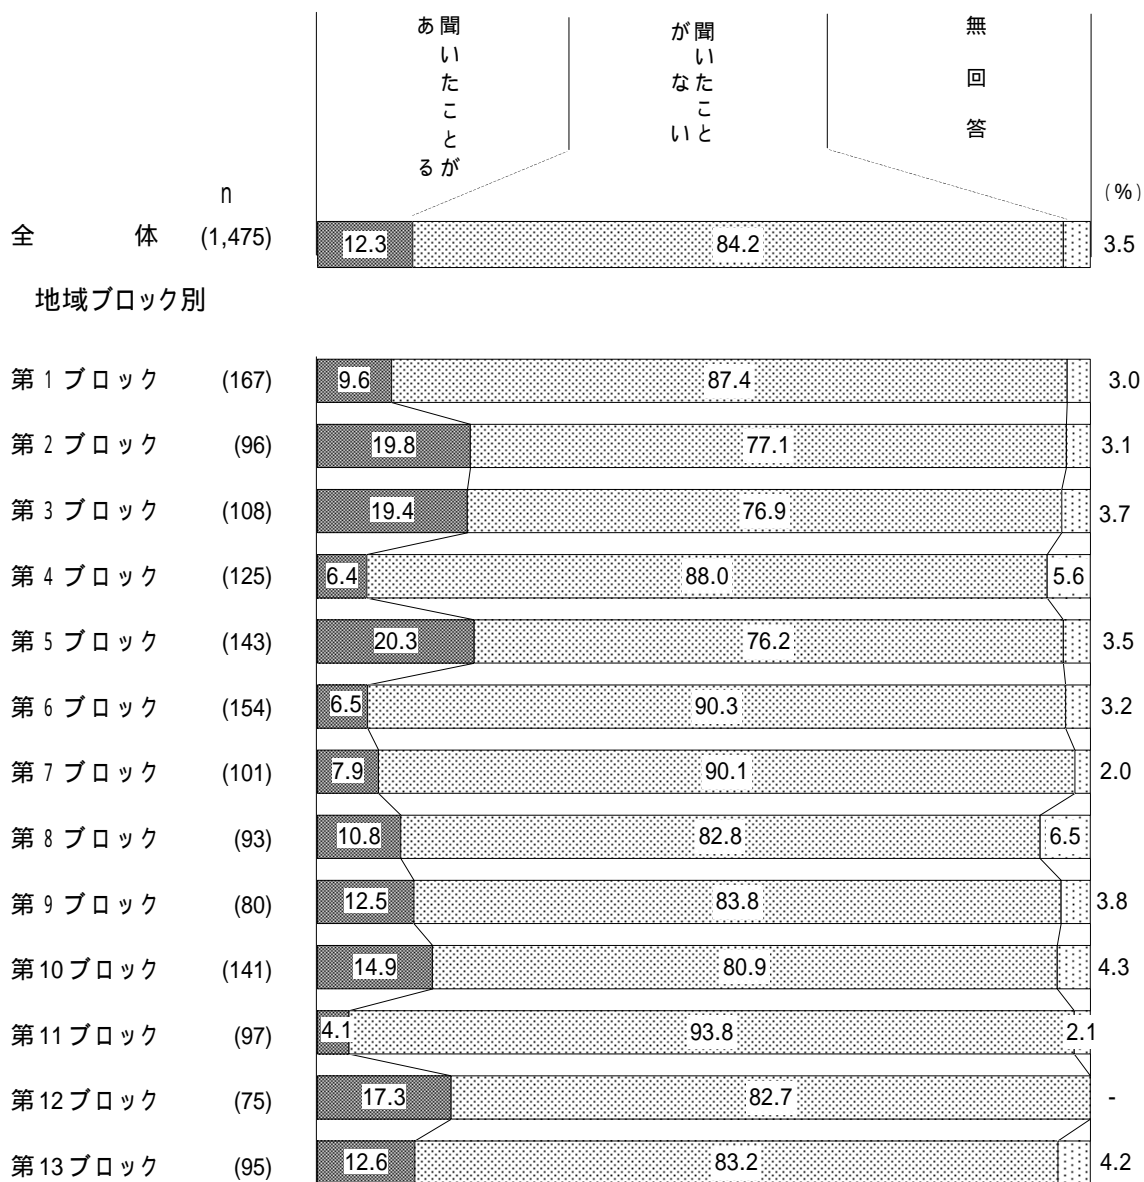 聞いたことがある
聞いたことがない
無回答
n
(%)
全体 (1,475) 12.3 84.2 3.5
地域ブロック別
第1ブロック (167) 9.6 87.4 3.0
第2ブロック (96) 19.8 77.1 3.1
第3ブロック (108) 19.4 76.9 3.7
第4ブロック (125) 6.4 88.0 5.6
第5ブロック (143) 20.3 76.2 3.5
第6ブロック (154) 6.5 90.3 3.2
第7ブロック (101) 7.9 90.1 2.0
第8ブロック (93) 10.8 82.8 6.5
第9ブロック (80) 12.5 83.8 3.8
第10ブロック (141) 14.9 80.9 4.3
第11ブロック (97) 4.1 93.8 2.1
第12ブロック (75) 17.3 82.7 -
第13ブロック (95) 12.6 83.2 4.2